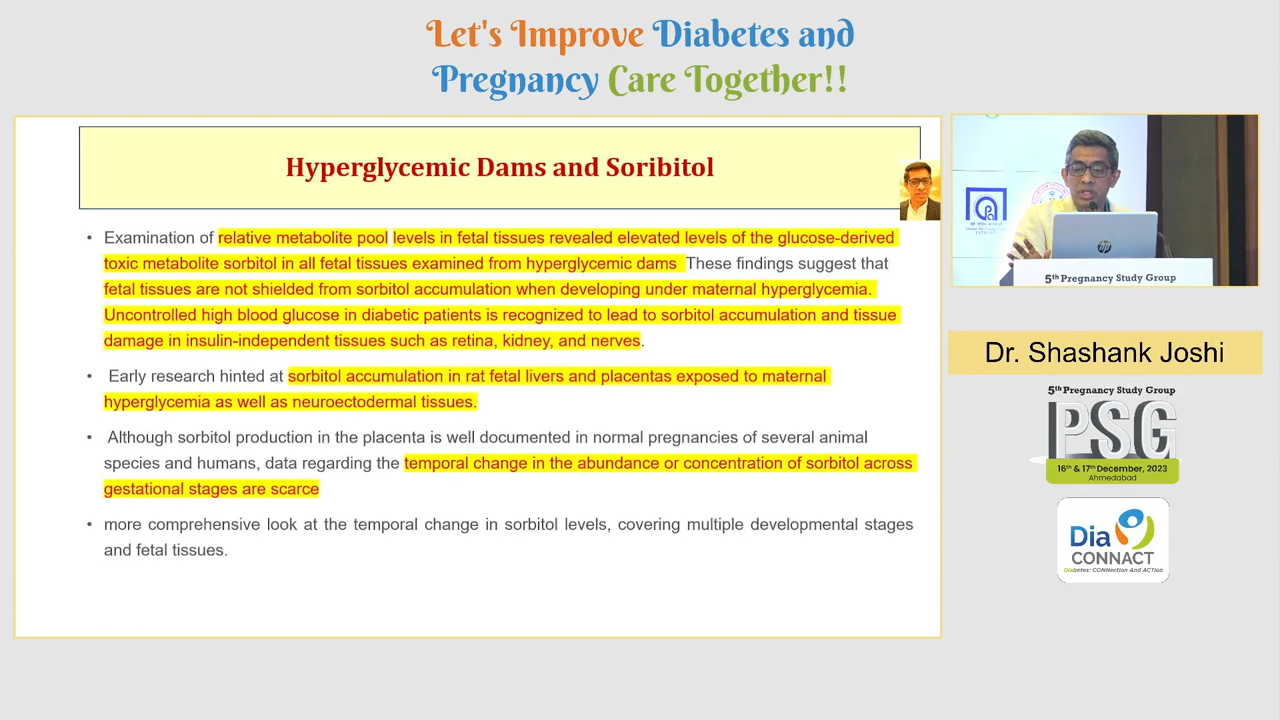 Let's Improve Diabetes and
Pregnancy Care Together!!
Hyperglycemic Dams and Soribitol
• Examination of relative metabolite pool levels in fetal tissues revealed elevated levels of the glucose-derived
toxic metabolite sorbitol in all fetal tissues examined from hyperglycemic dams These findings suggest that
fetal tissues are not shielded from sorbitol accumulation when developing under maternal hyperglycemia.
Uncontrolled high blood glucose in diabetic patients is recognized to lead to sorbitol accumulation and tissue
damage in insulin-independent tissues such as retina, kidney, and nerves.
• Early research hinted at sorbitol accumulation in rat fetal livers and placentas exposed to maternal
hyperglycemia as well as neuroectodermal tissues.
• Although sorbitol production in the placenta is well documented in normal pregnancies of several animal
species and humans, data regarding the temporal change in the abundance or concentration of sorbitol across
gestational stages are scarce
• more comprehensive look at the temporal change in sorbitol levels, covering multiple developmental stages
and fetal tissues.
hp
5th Pregnancy Study Group
Dr. Shashank Joshi
5th Pregnancy Study Group
PSG
16th & 17th December, 2023
Ahmedabad
Dia
CONNACT
Diabetes: CONNection And ACTion